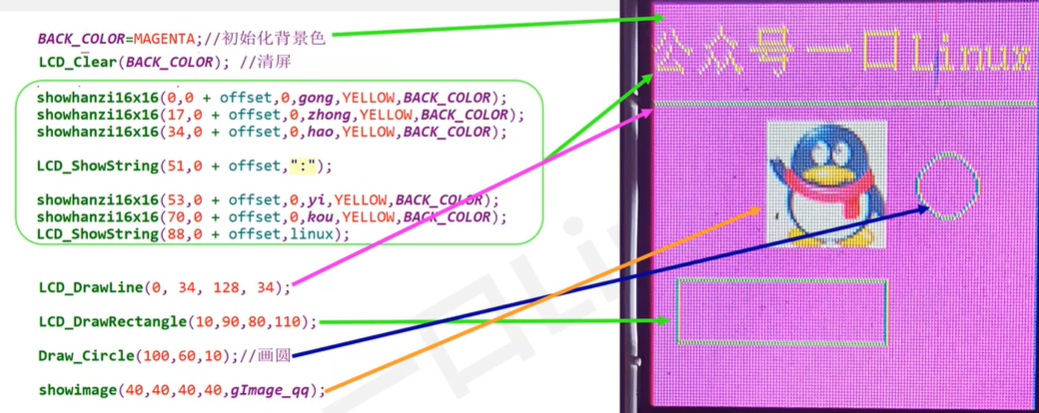 BACK_COLOR=MAGENTA;//初始化背景色
LCD_Clear(BACK_COLOR); //清屏
showhanzi16x16(0,0 + offset,0,gong,YELLOW,BACK_COLOR);
showhanzi16x16(17,0 + offset,0,zhong,YELLOW,BACK_COLOR);
showhanzi16x16(34,0 + offset,0,hao,YELLOW,BACK_COLOR);
LCD_ShowString(51,0 + offset,":");
showhanzi16x16(53,0 + offset,0,yi,YELLOW,BACK_COLOR);
showhanzi16x16(70,0 + offset,0,kou,YELLOW,BACK_COLOR);
LCD_ShowString(88,0 + offset,linux);
LCD_DrawLine(0, 34, 128, 34);
LCD_DrawRectangle(10,90,80,110);
Draw_Circle(100,60,10);//画圆
showimage(40,40,40,40,gImage_qq);
公众号一口Linux
一口Li